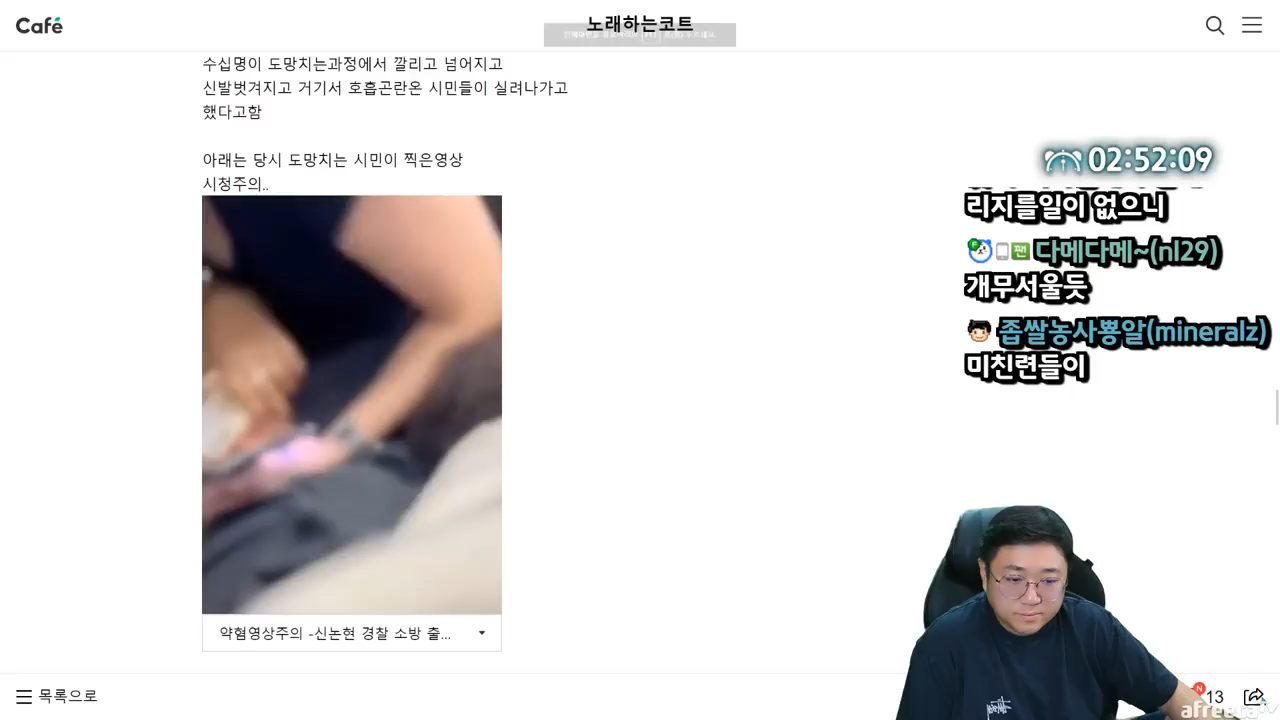 Café
노래하는코트
수십명이 도망치는과정에서 깔리고 넘어지고
신발벗겨지고 거기서 호흡곤란온 시민들이 실려나가고
했다고함
아래는 당시 도망치는 시민이 찍은영상
시청주의..
약혐영상주의 -신논현 경찰 소방 출...
02:52:09
리지를일이 없으니
F 팬 다메다메~(nl29)
개무서울듯
좁쌀농사뿅알(mineralz)
미친련들이
목록으로
N
13
afreecaTV